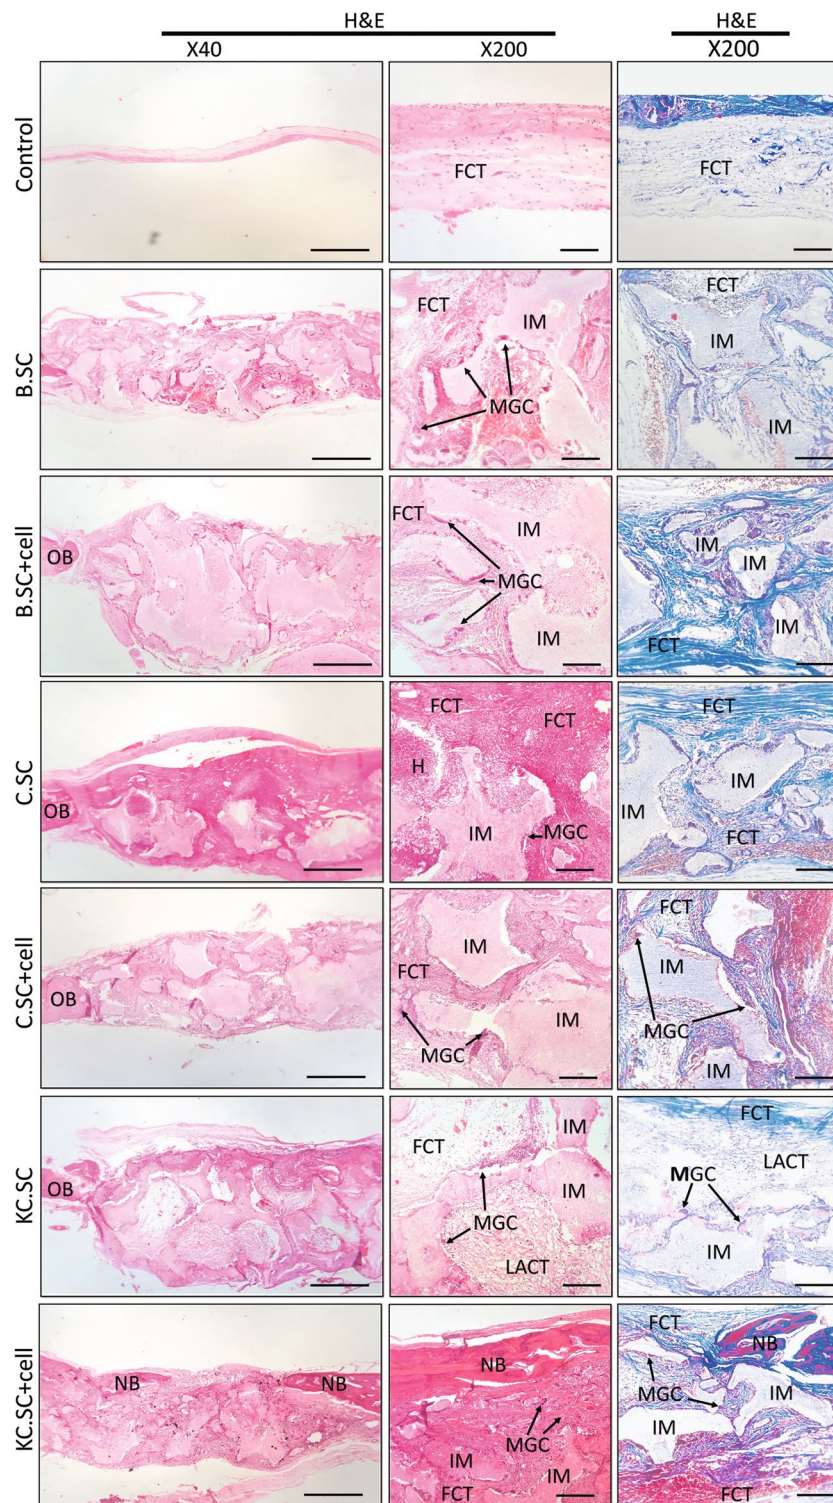 H&E H&E
X40 X200 X200
Control
FCT FCT
B.SC
FCT IM MGC
FCT IM IM
B.SC+cell
OB
FCT IM MGC IM
IM IM IM FCT
C.SC
OB
FCT FCT H IM MGC
FCT IM IM FCT
C.SC+cell
OB
IM FCT IM MGC
FCT IM MGC IM
KC.SC
OB
FCT IM IM MGC LACT
FCT LACT MGC IM
KC.SC+cell
NB NB
NB MGC IM IM FCT
FCT NB MGC IM IM FCT